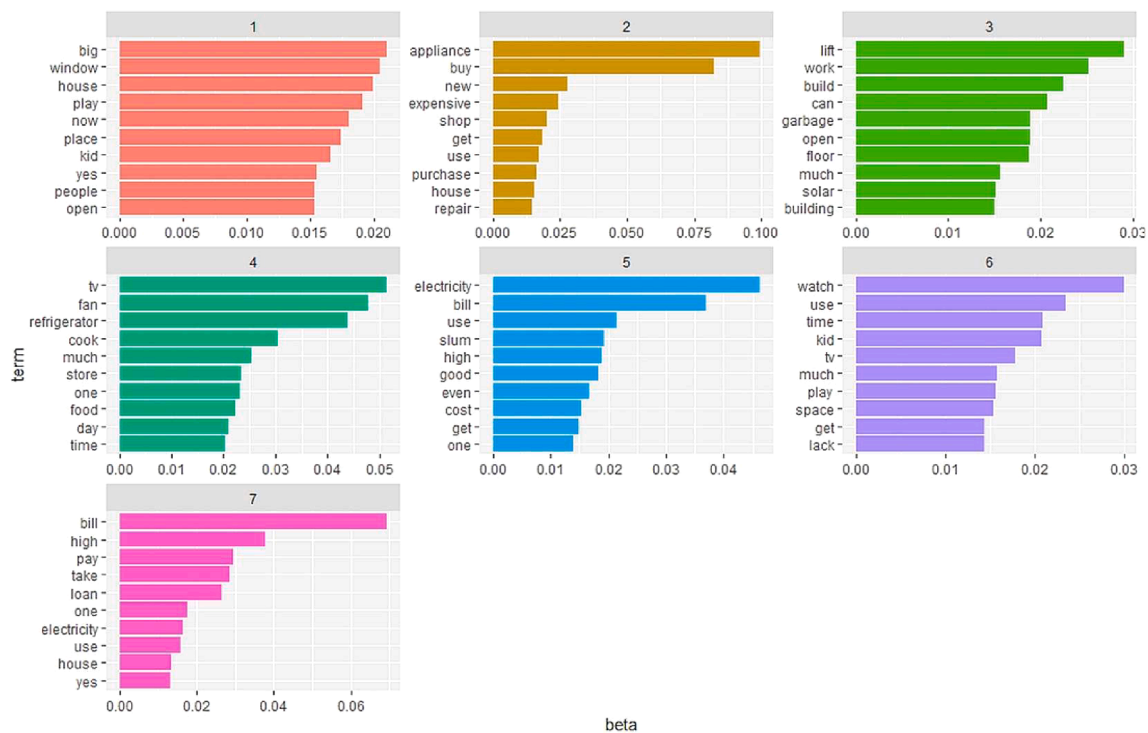 1
big
window
house
play
now
place
kid
yes
people
open
0.000 0.005 0.010 0.015 0.020
2
appliance
buy
new
expensive
shop
get
use
purchase
house
repair
0.000 0.025 0.050 0.075 0.100
3
lift
work
build
can
garbage
open
floor
much
solar
building
0.00 0.01 0.02 0.03
term
4
tv
fan
refrigerator
cook
much
store
one
food
day
time
0.00 0.01 0.02 0.03 0.04 0.05
5
electricity
bill
use
slum
high
good
even
cost
get
one
0.00 0.01 0.02 0.03 0.04
6
watch
use
time
kid
tv
much
play
space
get
lack
0.00 0.01 0.02 0.03
7
bill
high
pay
take
loan
one
electricity
use
house
yes
0.00 0.02 0.04 0.06
beta